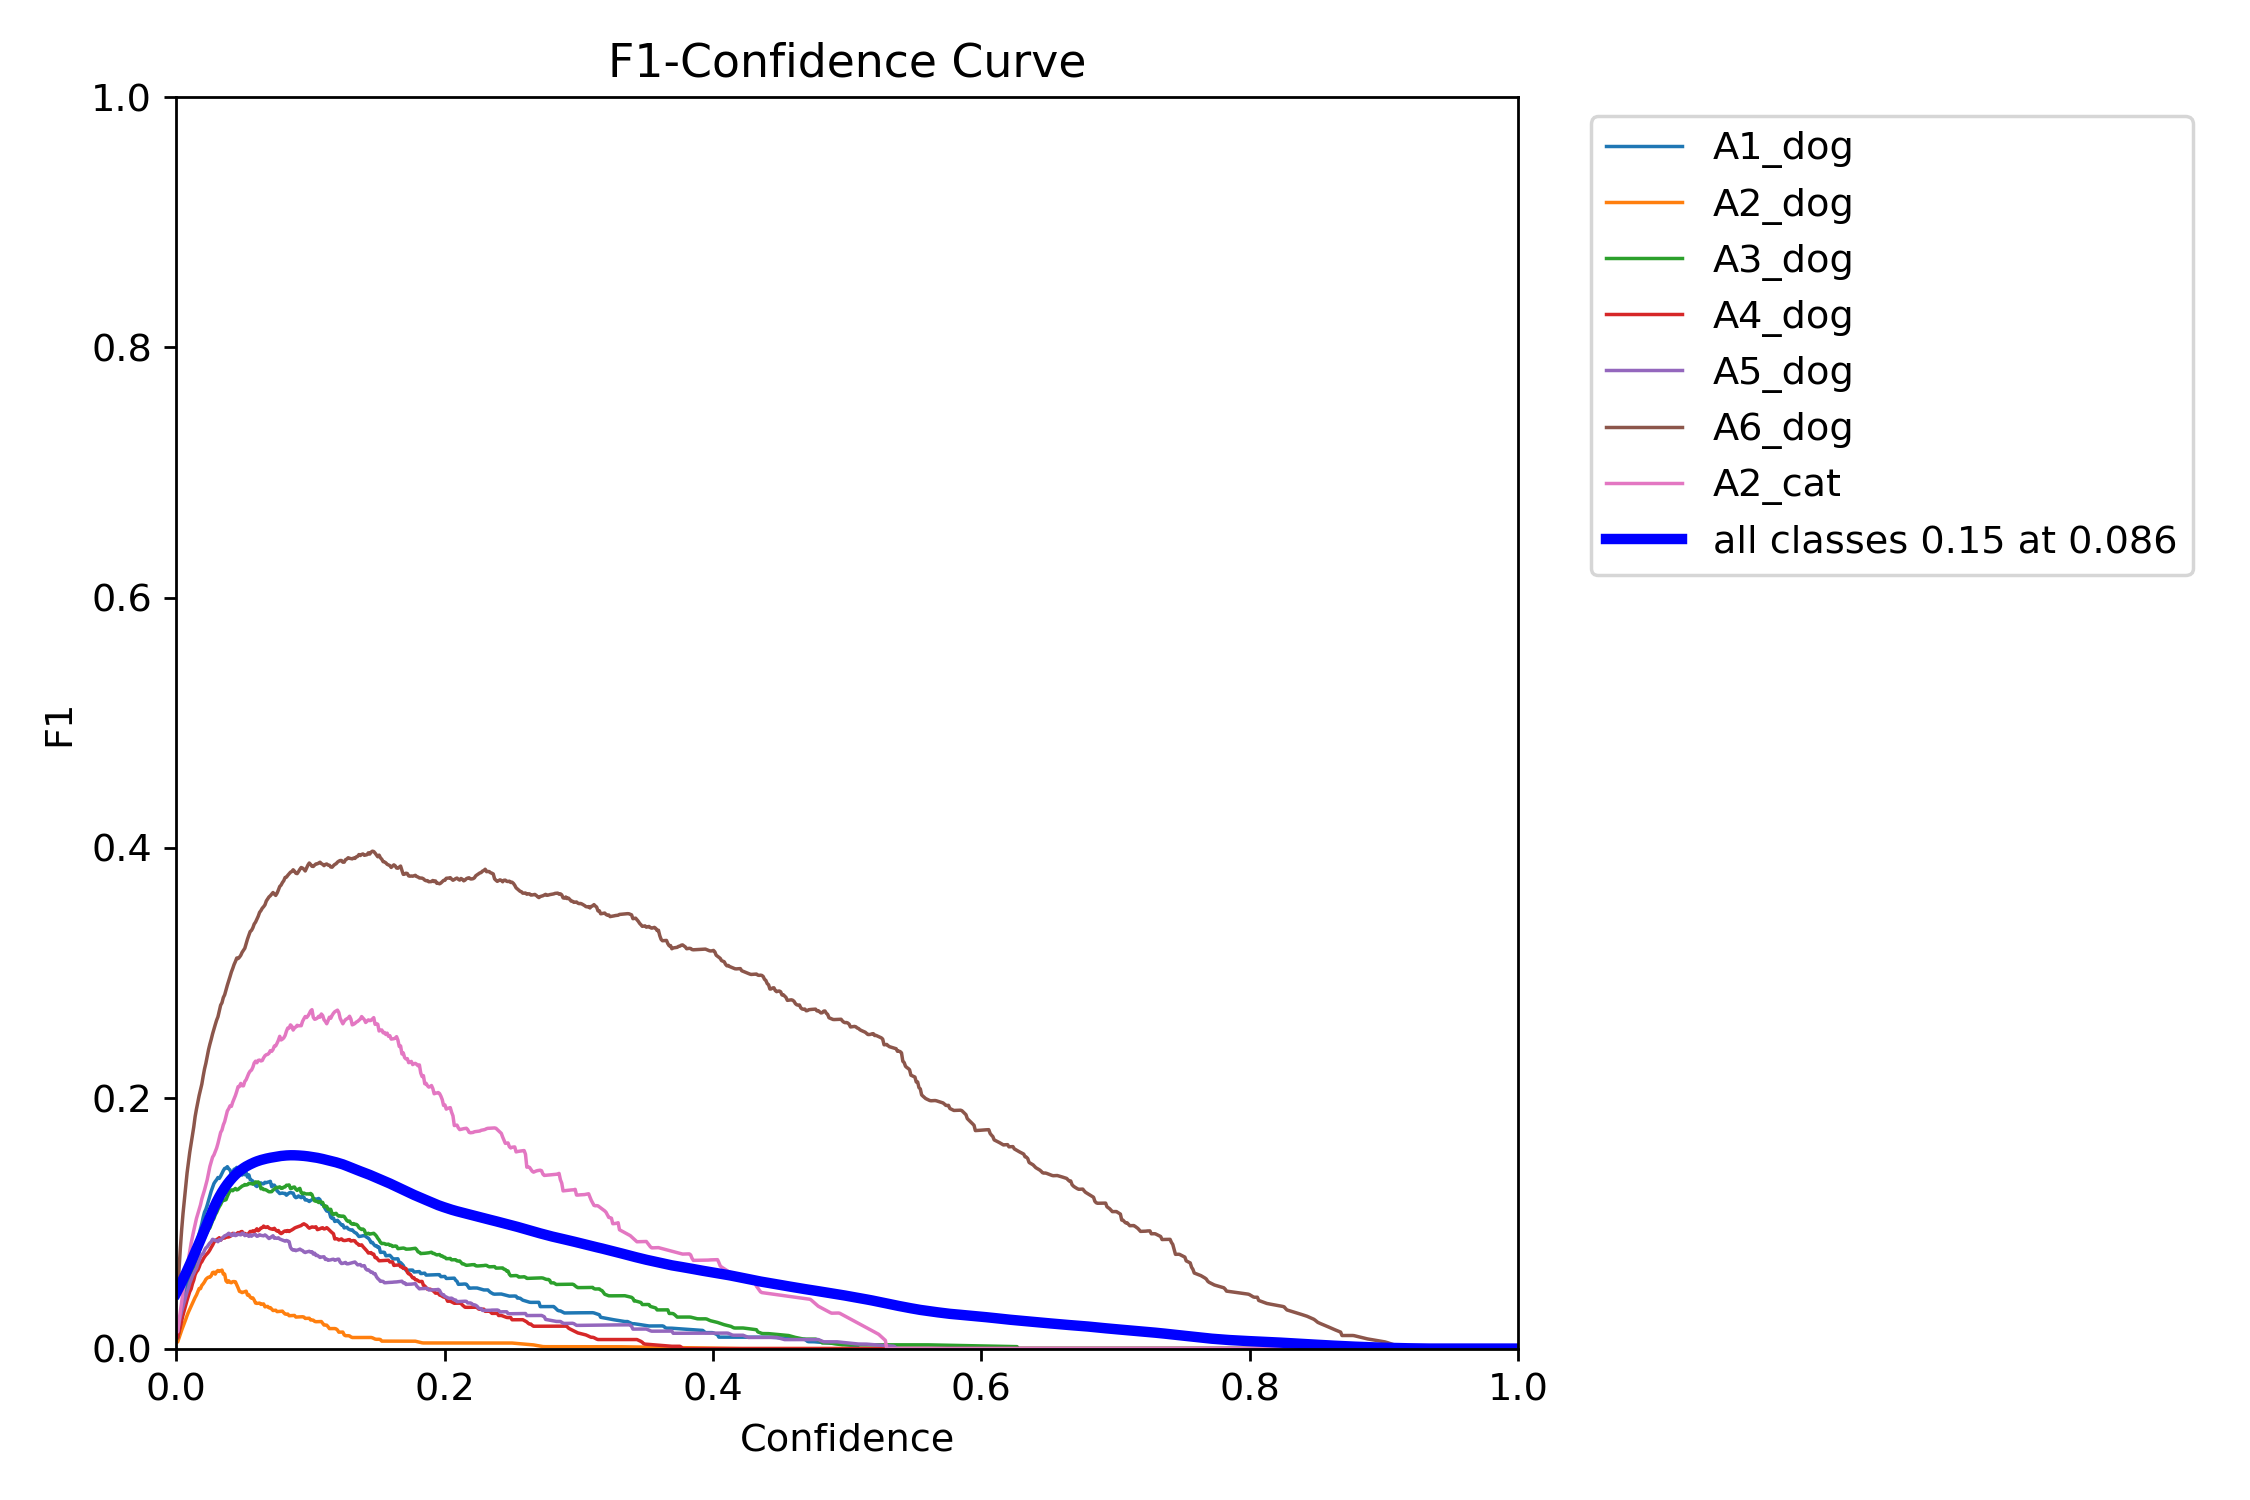 F1-Confidence Curve
1.0
0.8
0.6
0.4
0.2
0.0
F1
0.0 0.2 0.4 0.6 0.8 1.0
Confidence
A1_dog
A2_dog
A3_dog
A4_dog
A5_dog
A6_dog
A2_cat
all classes 0.15 at 0.086